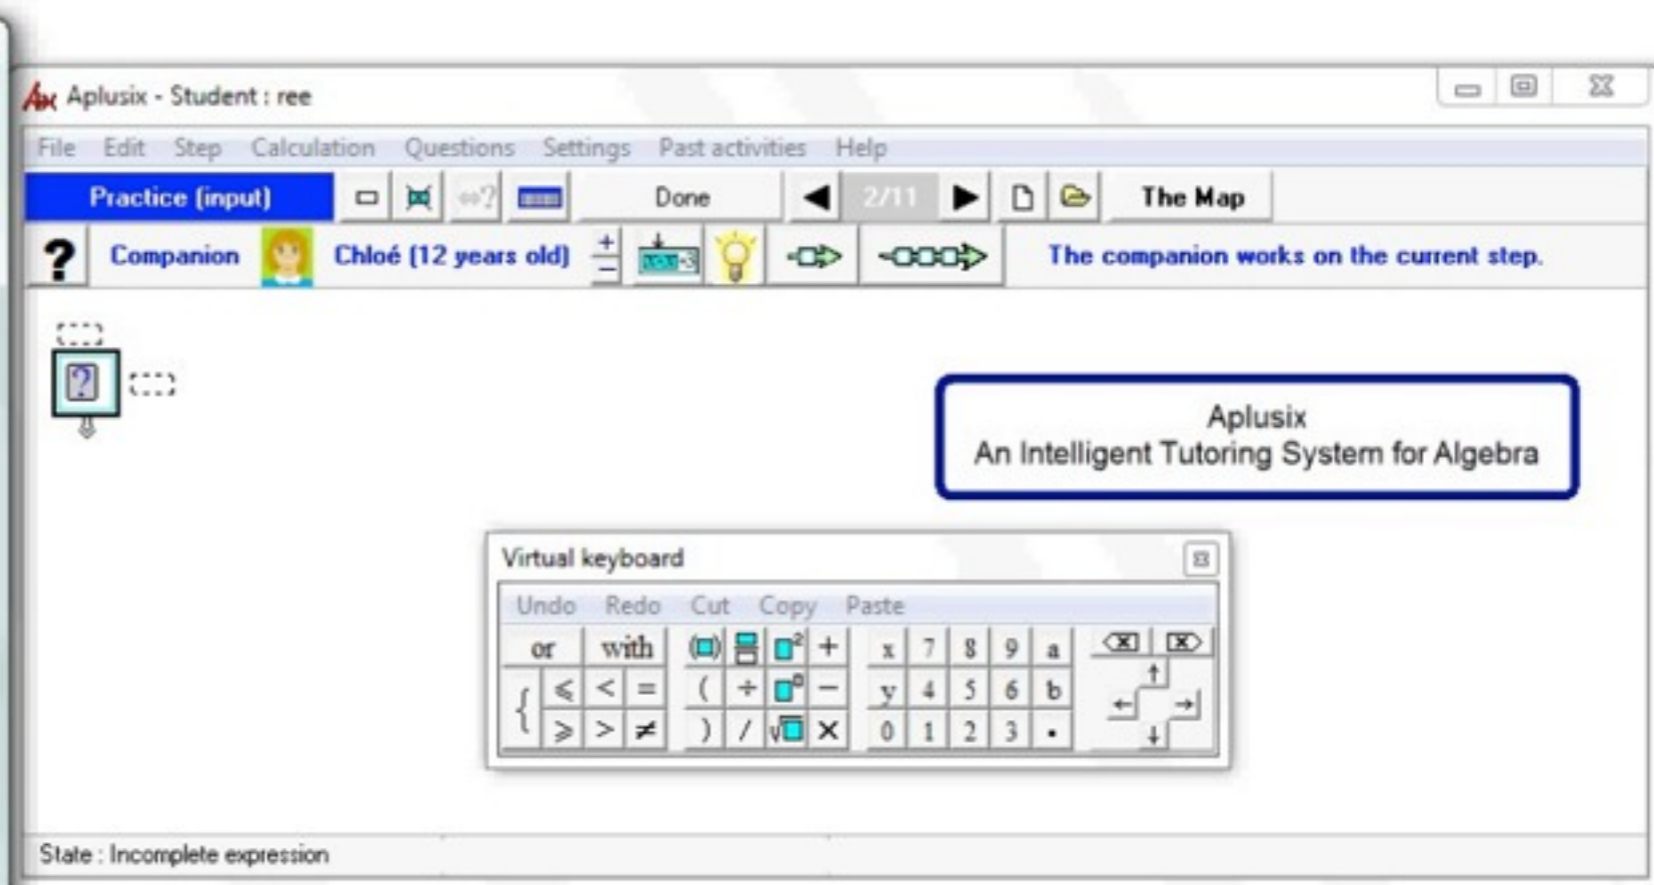 Aplusix - Student : ree
File Edit Step Calculation Questions Settings Past activities Help
Practice (input) ⇔? Done 2/11 The Map
? Companion Chloé (12 years old) + − The companion works on the current step.
?
Aplusix
An Intelligent Tutoring System for Algebra
Virtual keyboard
Undo Redo Cut Copy Paste
or with (□) □² + x 7 8 9 a
{ ⩽ < = ( ÷ □□ − y 4 5 6 b ← →
⩾ > ≠ ) / √□ × 0 1 2 3 . ↓
State : Incomplete expression